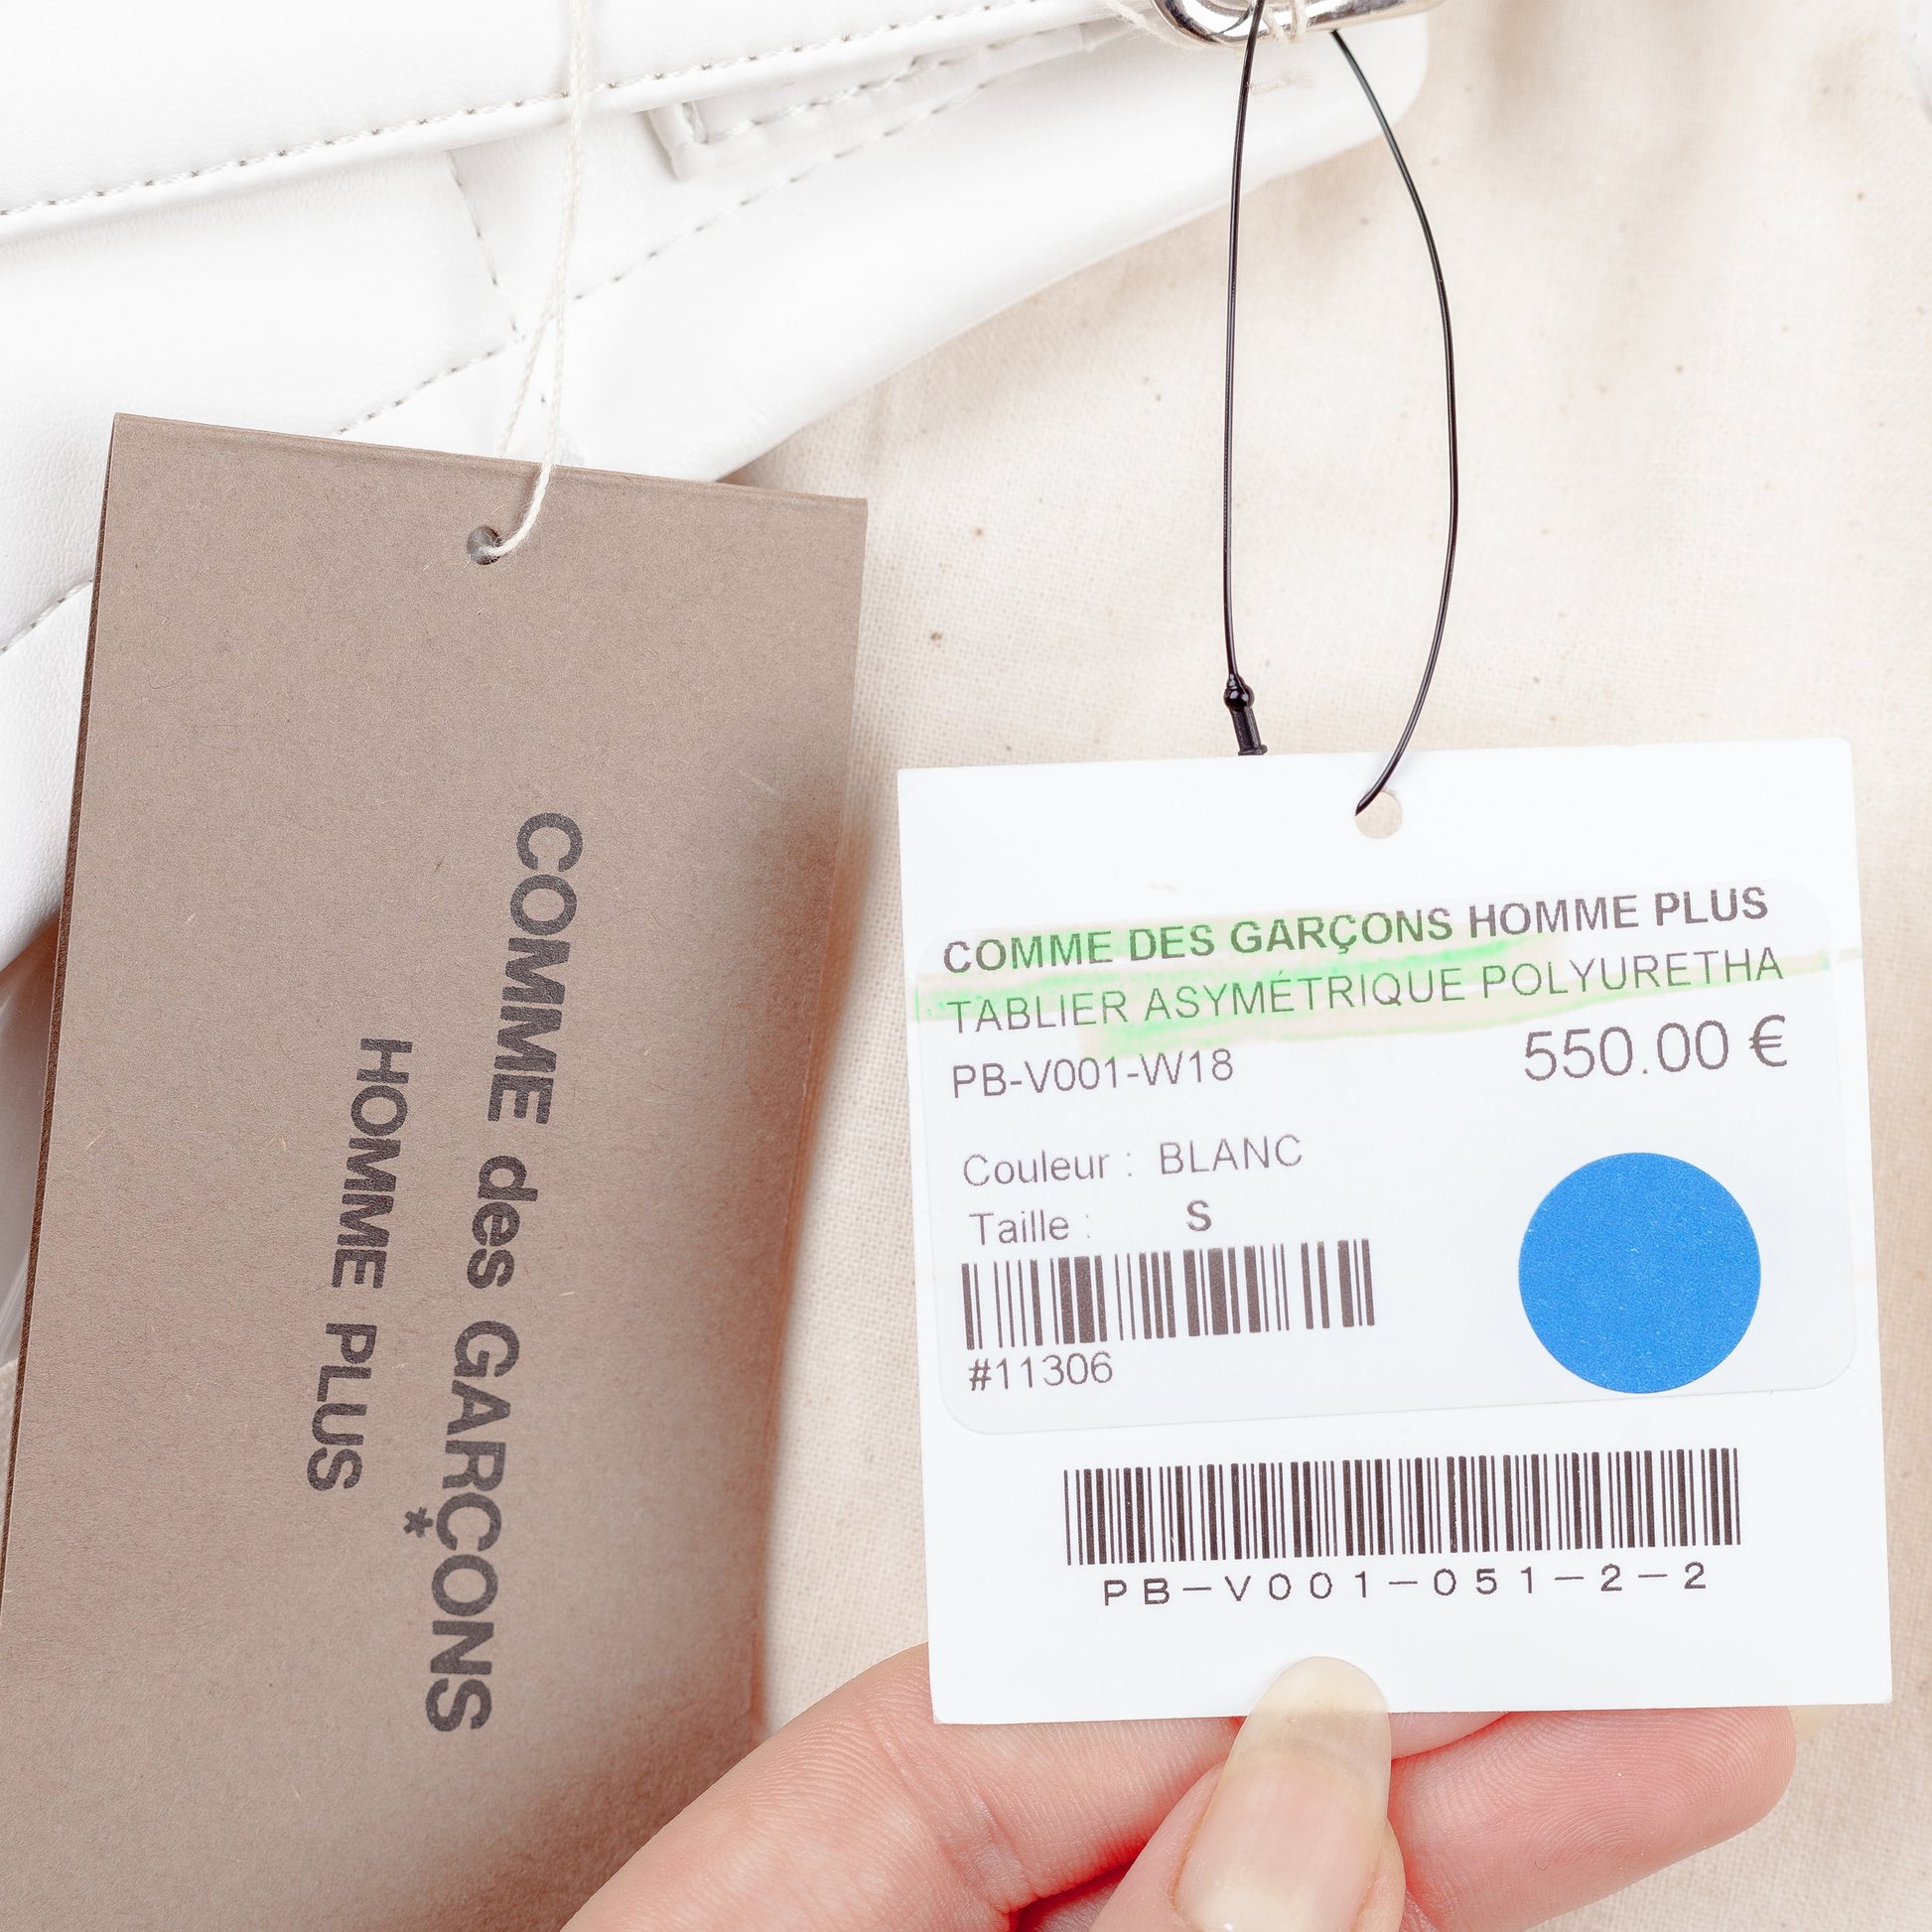 COMME des GARÇONS
HOMME PLUS
COMME DES GARÇONS HOMME PLUS
TABLIER ASYMÉTRIQUE POLYURETHA
PB-V001-W18 550.00 €
Couleur : BLANC
Taille : S
#11306
PB-V001-051-2-2